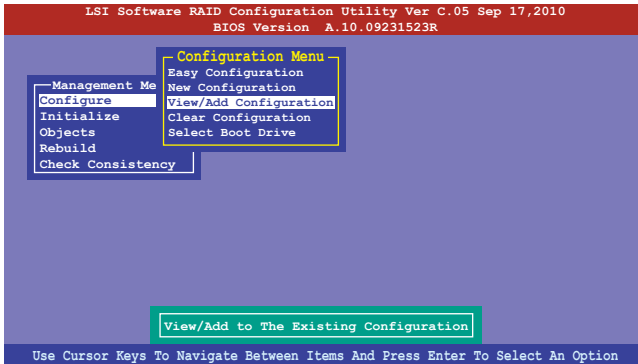 LSI Software RAID Configuration Utility Ver C.05 Sep 17,2010
BIOS Version A.10.09231523R
Management Me
Configure
Initialize
Objects
Rebuild
Check Consistency
Configuration Menu
Easy Configuration
New Configuration
View/Add Configuration
Clear Configuration
Select Boot Drive
View/Add to The Existing Configuration
Use Cursor Keys To Navigate Between Items And Press Enter To Select An Option